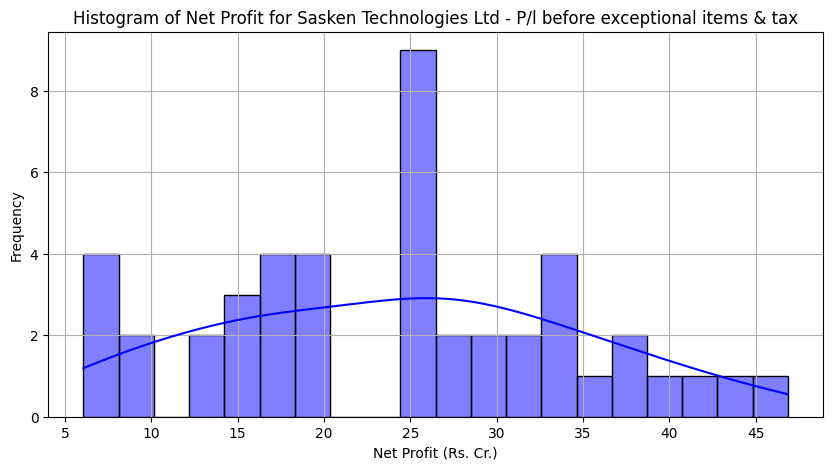 Histogram of Net Profit for Sasken Technologies Ltd - P/l before exceptional items & tax
Frequency
8
6
4
2
0
5 10 15 20 25 30 35 40 45
Net Profit (Rs. Cr.)